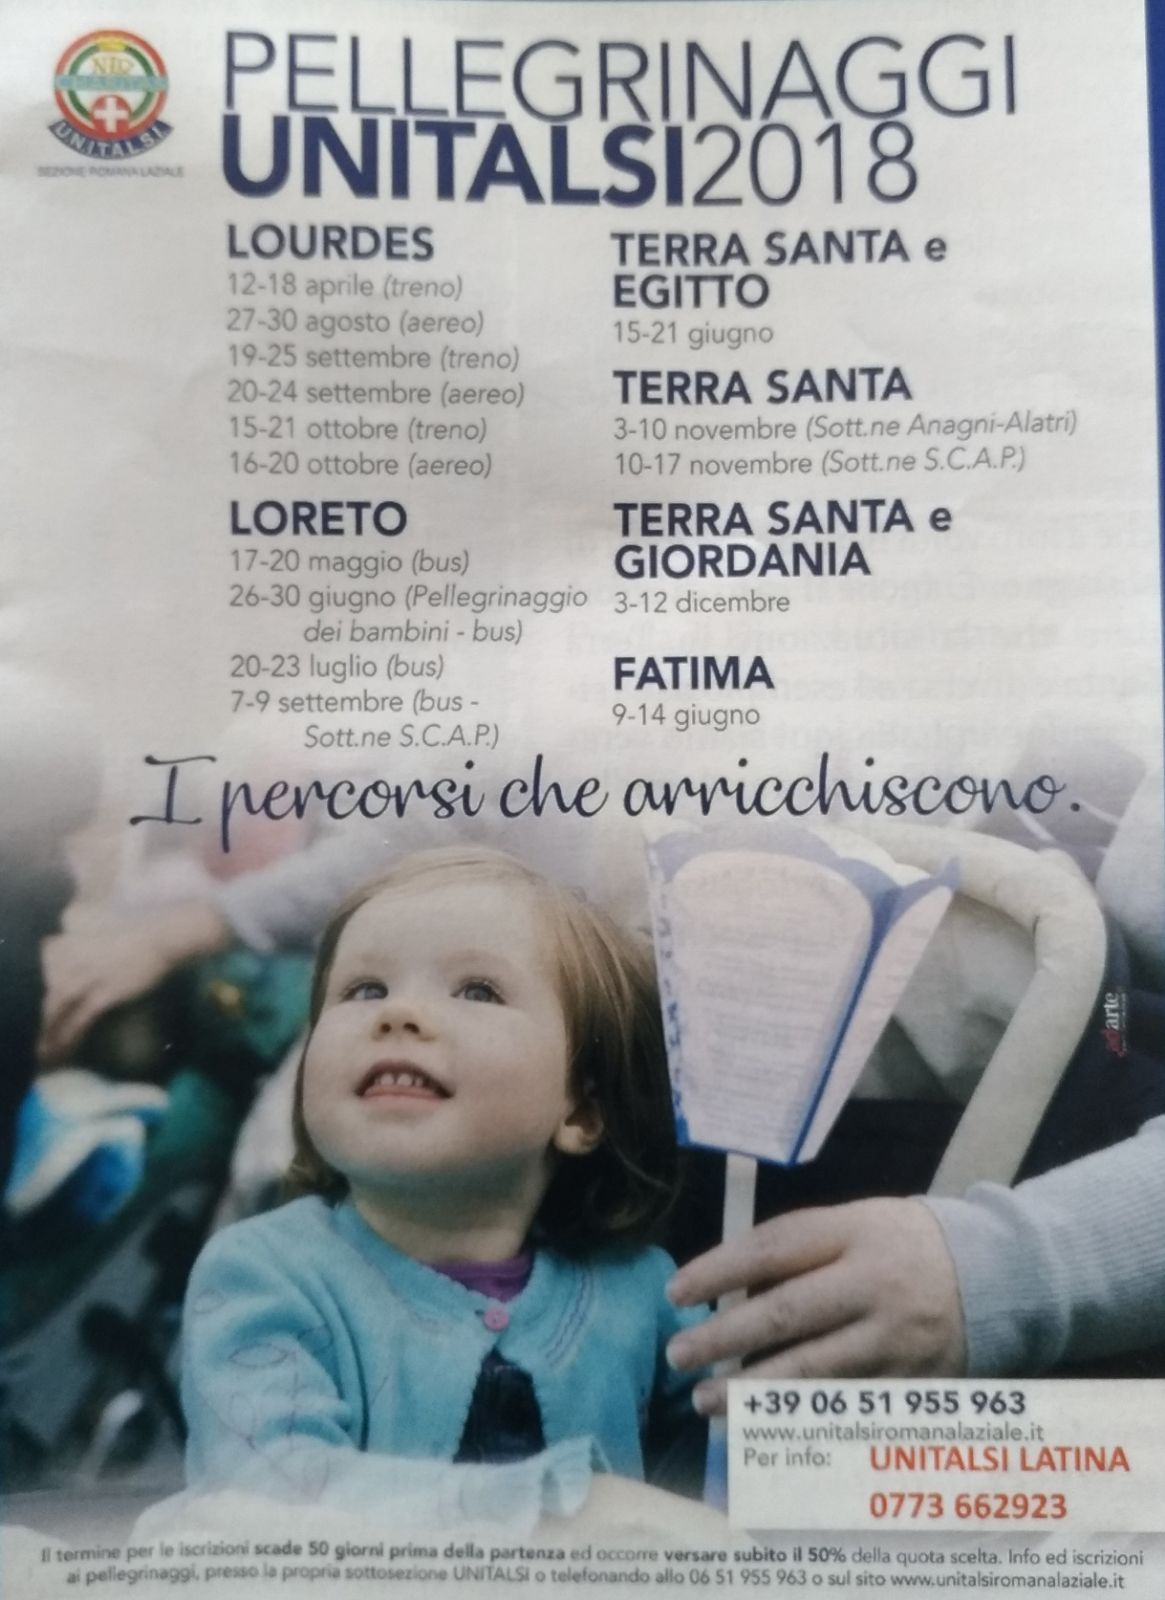 PELLEGRINAGGI
UNITALSI2018
UNITALSI
SEZIONE ROMANA LAZIALE
LOURDES
12-18 aprile (treno)
27-30 agosto (aereo)
19-25 settembre (treno)
20-24 settembre (aereo)
15-21 ottobre (treno)
16-20 ottobre (aereo)
LORETO
17-20 maggio (bus)
26-30 giugno (Pellegrinaggio
dei bambini - bus)
20-23 luglio (bus)
7-9 settembre (bus -
Sott.ne S.C.A.P.)
TERRA SANTA e
EGITTO
15-21 giugno
TERRA SANTA
3-10 novembre (Sott.ne Anagni-Alatri)
10-17 novembre (Sott.ne S.C.A.P.)
TERRA SANTA e
GIORDANIA
3-12 dicembre
FATIMA
9-14 giugno
I percorsi che arricchiscono.
+39 06 51 955 963
www.unitalsiromanalaziale.it
Per info: UNITALSI LATINA
0773 662923
Il termine per le iscrizioni scade 50 giorni prima della partenza ed occorre versare subito il 50% della quota scelta. Info ed iscrizioni
ai pellegrinaggi, presso la propria sottosezione UNITALSI o telefonando allo 06 51 955 963 o sul sito www.unitalsiromanalaziale.it